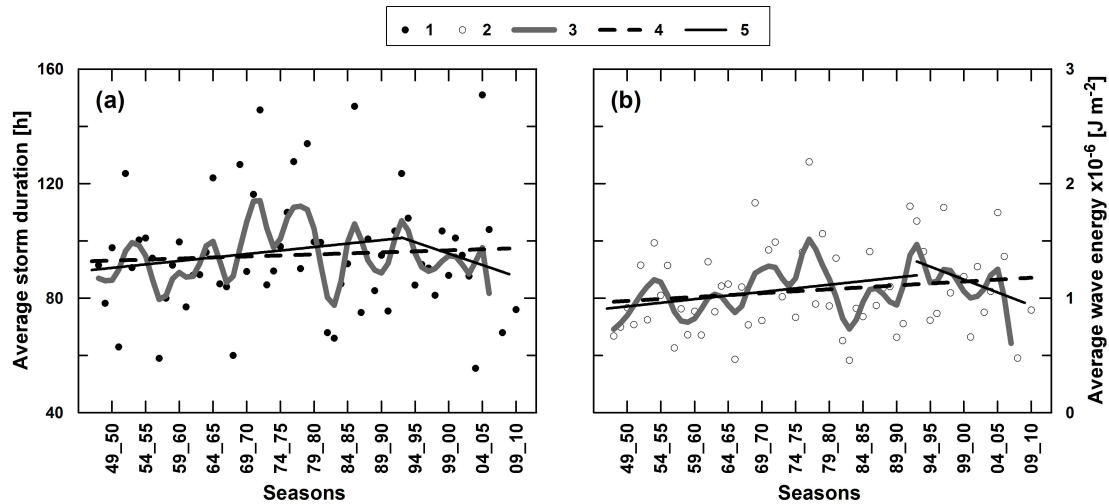 1 2 3 4 5
(a)
Average storm duration [h]
160
120
80
40
49_50 54_55 59_60 64_65 69_70 74_75 79_80 84_85 89_90 94_95 99_00 04_05 09_10
Seasons
(b)
3
2
1
0
Average wave energy x10⁻⁶ [J m⁻²]
49_50 54_55 59_60 64_65 69_70 74_75 79_80 84_85 89_90 94_95 99_00 04_05 09_10
Seasons